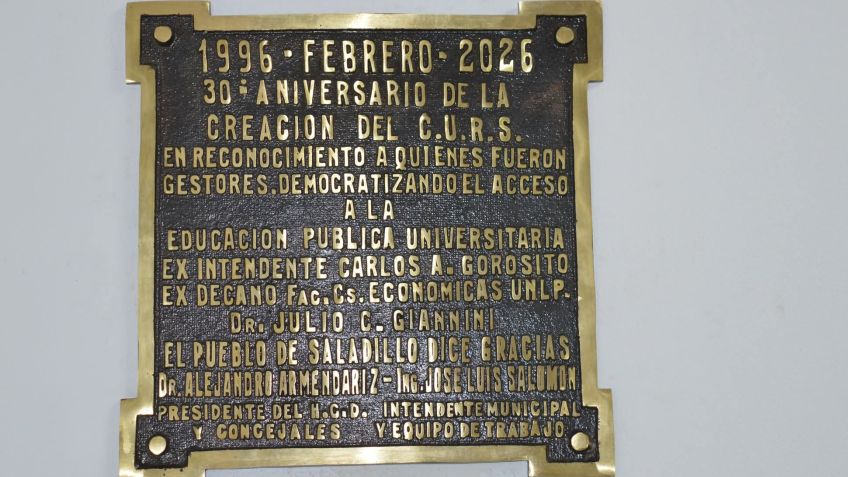 1996 - FEBRERO - 2026
30° ANIVERSARIO DE LA
CREACION DEL C.U.R.S.
EN RECONOCIMIENTO A QUIENES FUERON
GESTORES, DEMOCRATIZANDO EL ACCESO
A LA
EDUCACION PUBLICA UNIVERSITARIA
EX INTENDENTE CARLOS A. GOROSITO
EX DECANO FAC. CS. ECONOMICAS UNLP.
DR. JULIO C. GIANNINI
EL PUEBLO DE SALADILLO DICE GRACIAS
DR. ALEJANDRO ARMENDARIZ - ING. JOSE LUIS SALOMON
PRESIDENTE DEL H.C.D. INTENDENTE MUNICIPAL
Y CONCEJALES Y EQUIPO DE TRABAJO